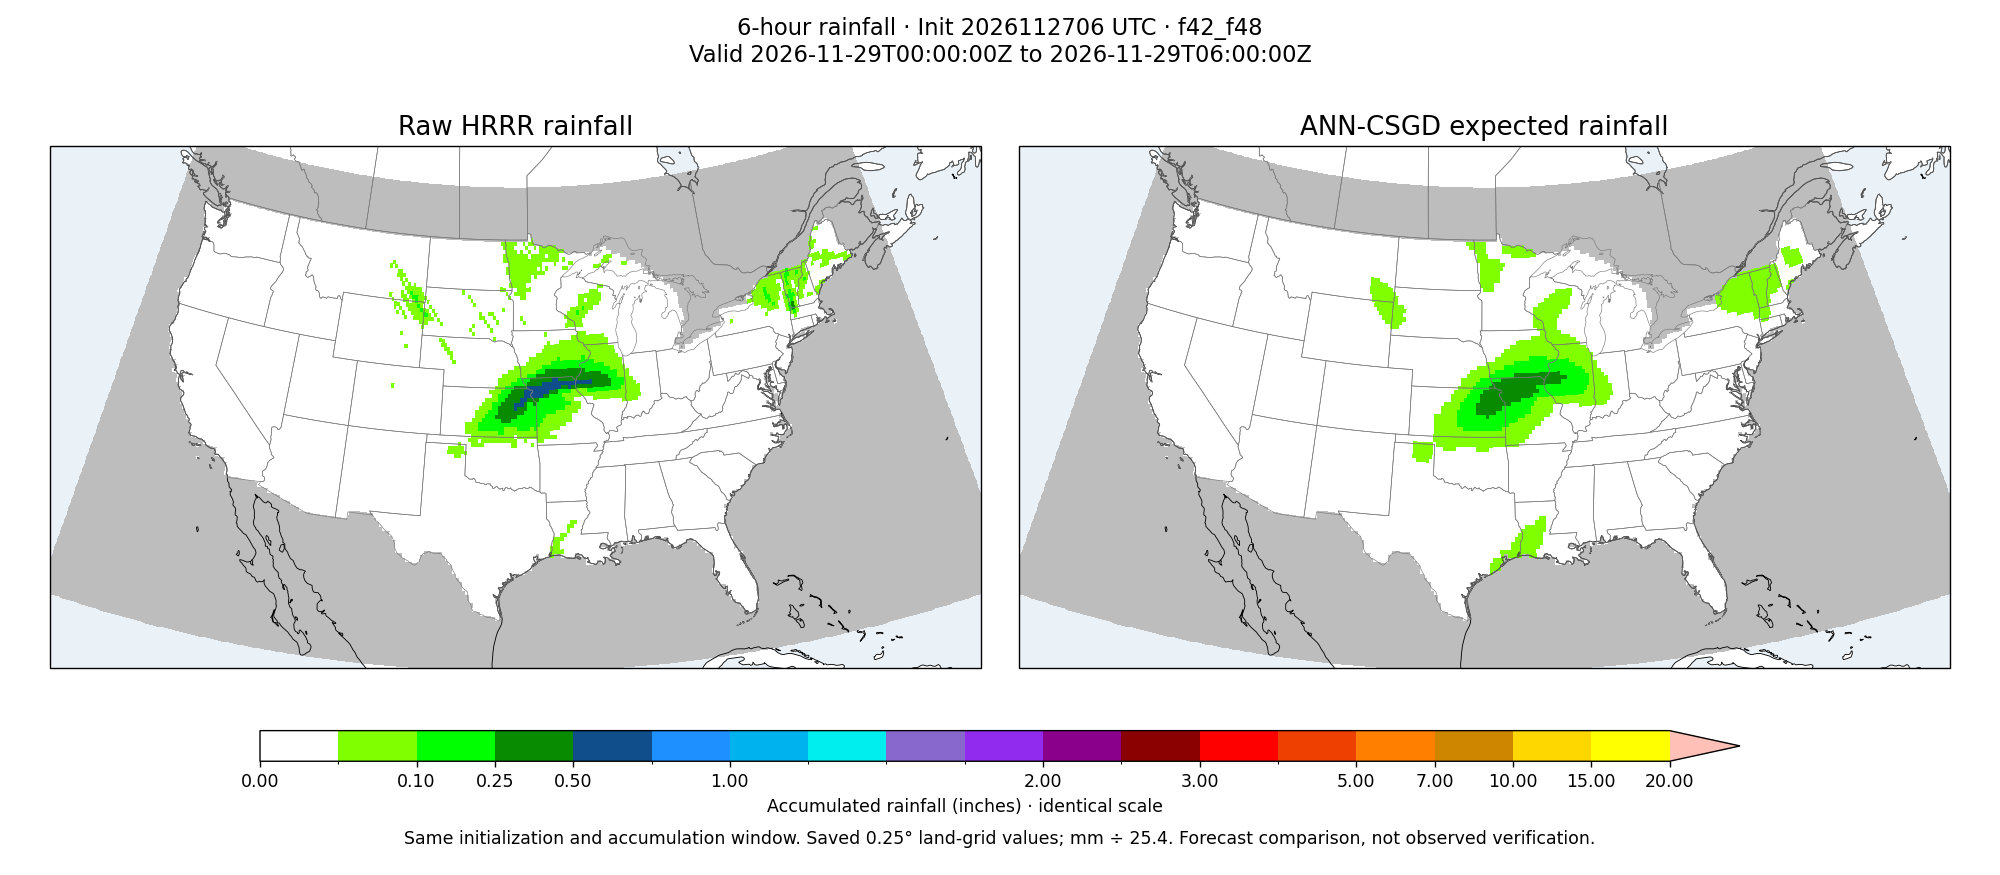 6-hour rainfall · Init 2026112706 UTC · f42_f48
Valid 2026-11-29T00:00:00Z to 2026-11-29T06:00:00Z
Raw HRRR rainfall
ANN-CSGD expected rainfall
0.00 0.10 0.25 0.50 1.00 2.00 3.00 5.00 7.00 10.00 15.00 20.00
Accumulated rainfall (inches) · identical scale
Same initialization and accumulation window. Saved 0.25° land-grid values; mm ÷ 25.4. Forecast comparison, not observed verification.